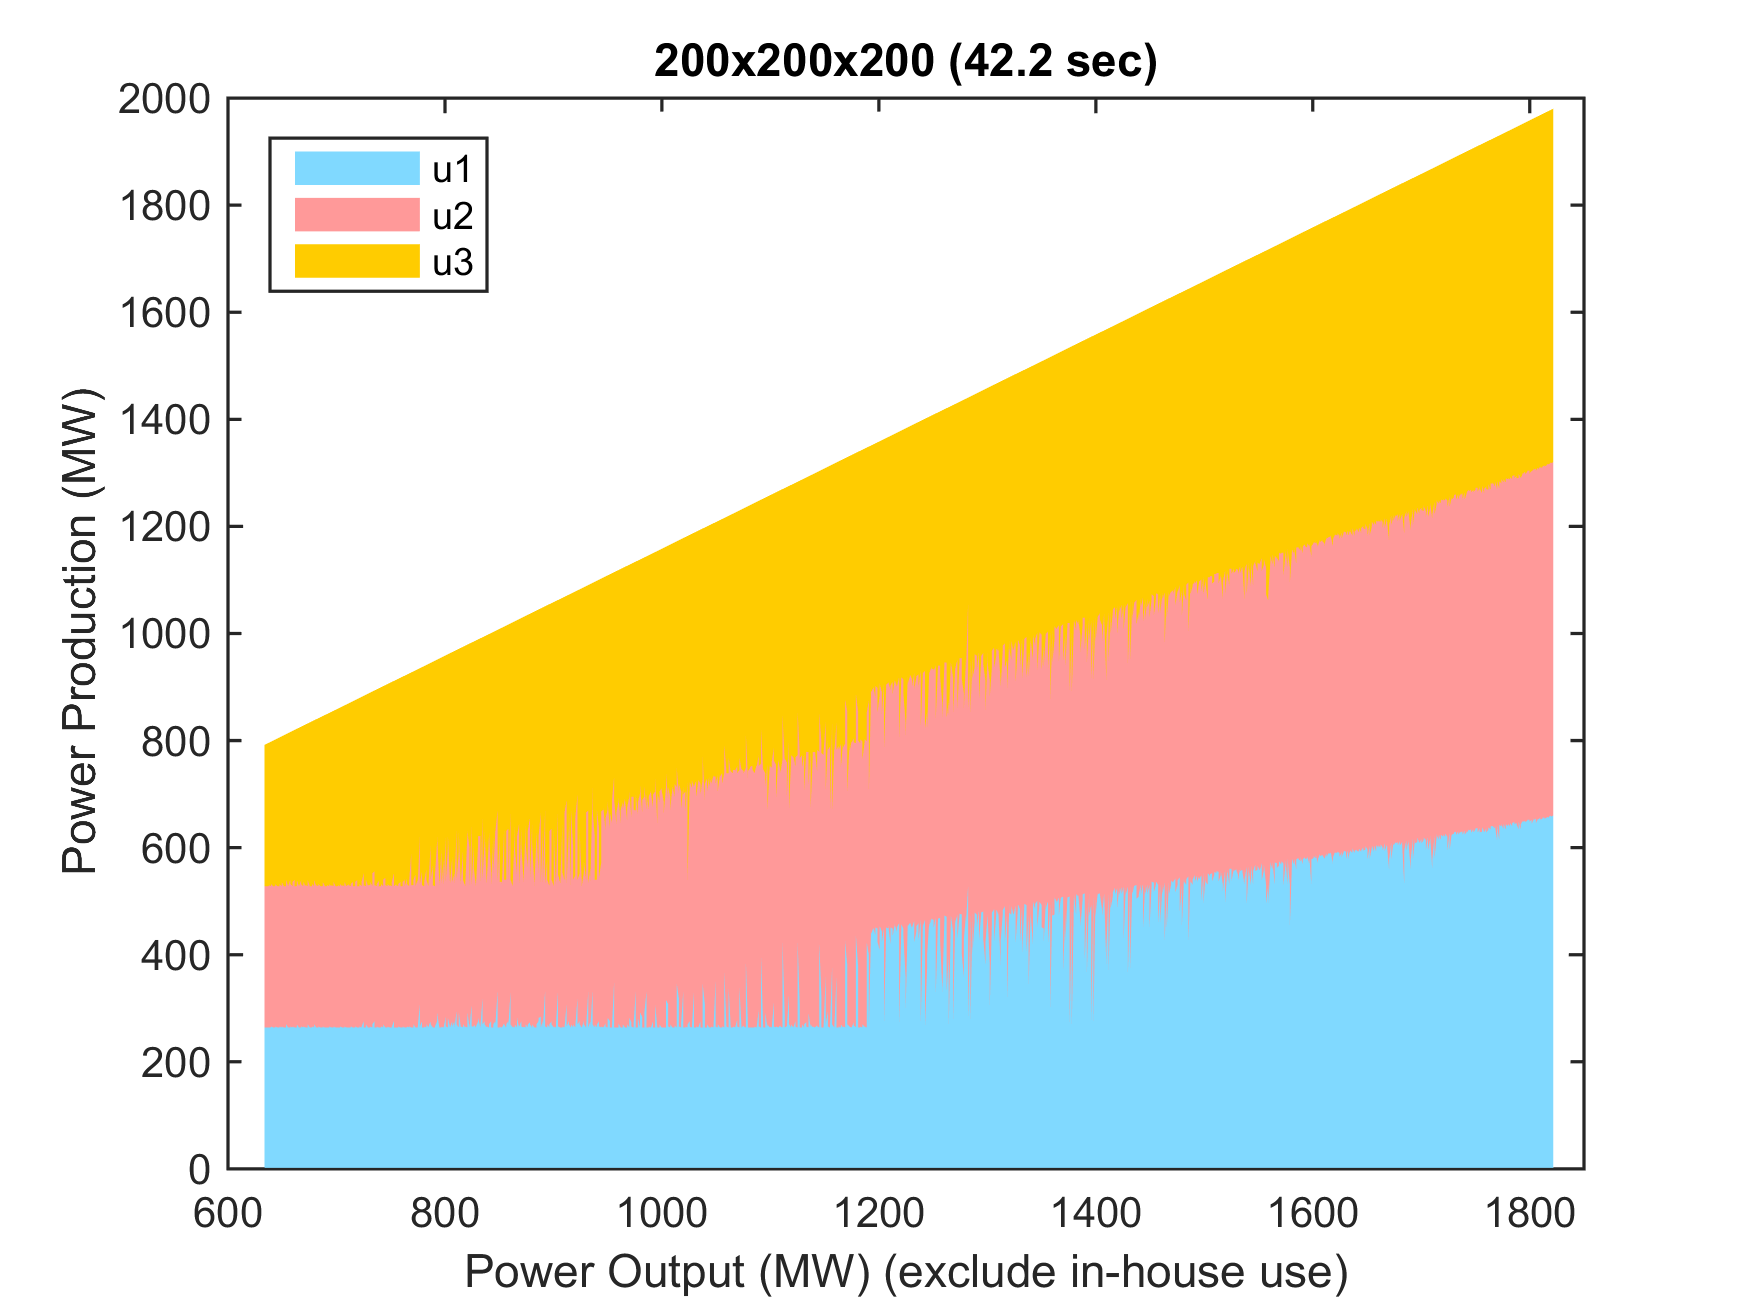 200x200x200 (42.2 sec)
2000
1800
1600
1400
1200
1000
800
600
400
200
0
u1
u2
u3
Power Production (MW)
600 800 1000 1200 1400 1600 1800
Power Output (MW) (exclude in-house use)